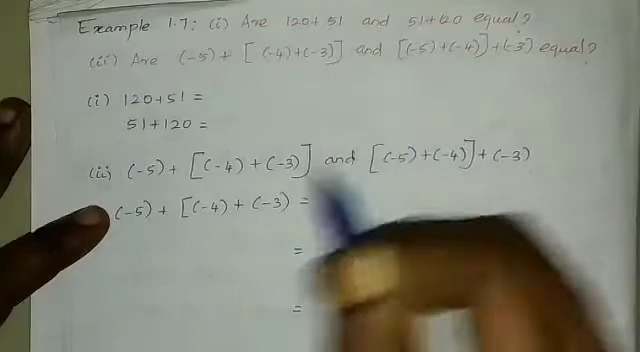 Example 1.7: (i) Are 120+51 and 51+120 equal?
(ii) Are (-5) + [(-4)+(-3)] and [(-5)+(-4)]+(-3) equal?
(i) 120+51 =
51+120 =
(ii) (-5) + [(-4) + (-3)] and [(-5)+(-4)]+(-3)
(-5) + [(-4) + (-3) =
=
=